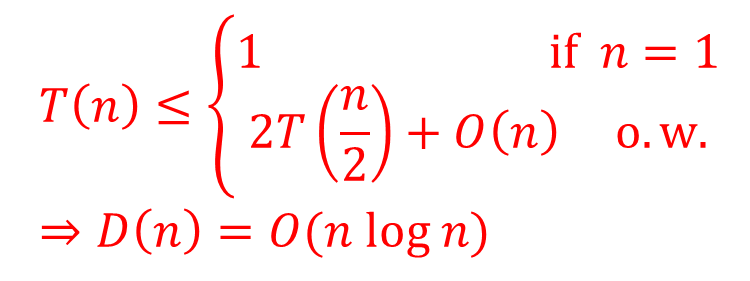 T(n) ≤ { 1 if n = 1
2T(n/2) + O(n) o.w.
⇒ D(n) = O(n log n)